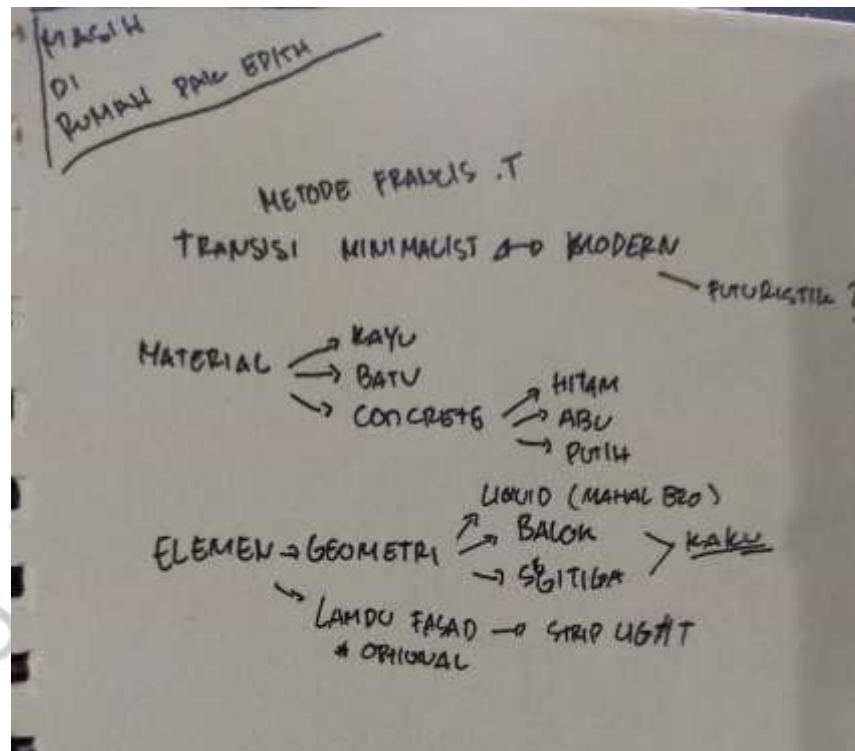 MASIH
DI
RUMAH PAK EDITH
METODE FRANCIS .T
TRANSISI MINIMALIST → MODERN
FUTURISTIK ?
MATERIAL → KAYU
→ BATU
→ CONCRETE → HITAM
→ ABU
→ PUTIH
LIQUID (MAHAL BRO)
ELEMEN → GEOMETRI → BALOK
→ SEGITIGA > KAKU
→ LAMPU FASAD → STRIP LIGHT
* OPTIONAL